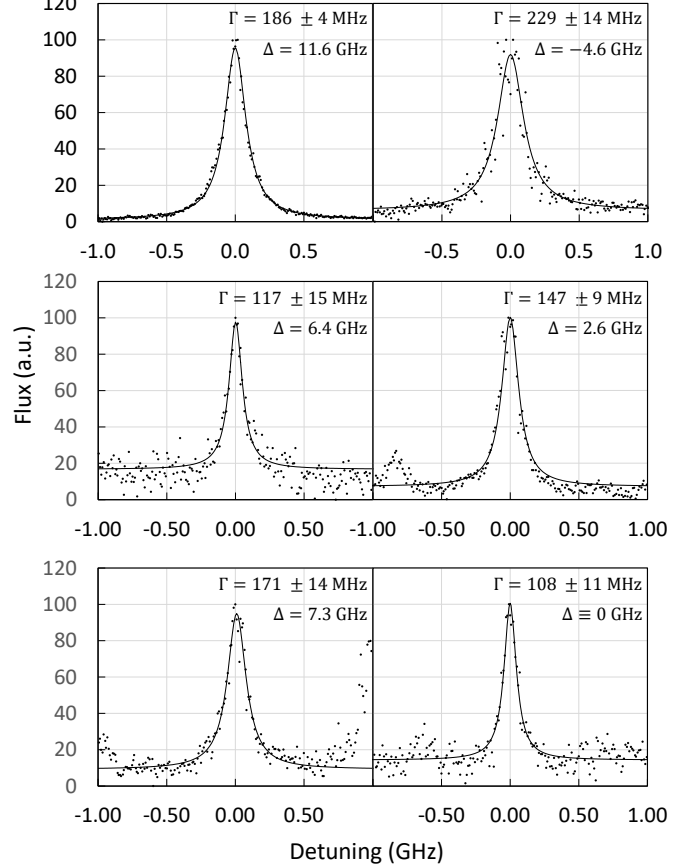 120
100
80
60
40
20
0
Γ = 186 ± 4 MHz
Δ = 11.6 GHz
Γ = 229 ± 14 MHz
Δ = −4.6 GHz
-1.0 -0.5 0.0 0.5 -0.5 0.0 0.5 1.0
120
100
80
60
40
20
0
Γ = 117 ± 15 MHz
Δ = 6.4 GHz
Γ = 147 ± 9 MHz
Δ = 2.6 GHz
Flux (a.u.)
-1.00 -0.50 0.00 0.50 -1.00 -0.50 0.00 0.50 1.00
120
100
80
60
40
20
0
Γ = 171 ± 14 MHz
Δ = 7.3 GHz
Γ = 108 ± 11 MHz
Δ ≡ 0 GHz
-1.00 -0.50 0.00 0.50 -1.00 -0.50 0.00 0.50 1.00
Detuning (GHz)